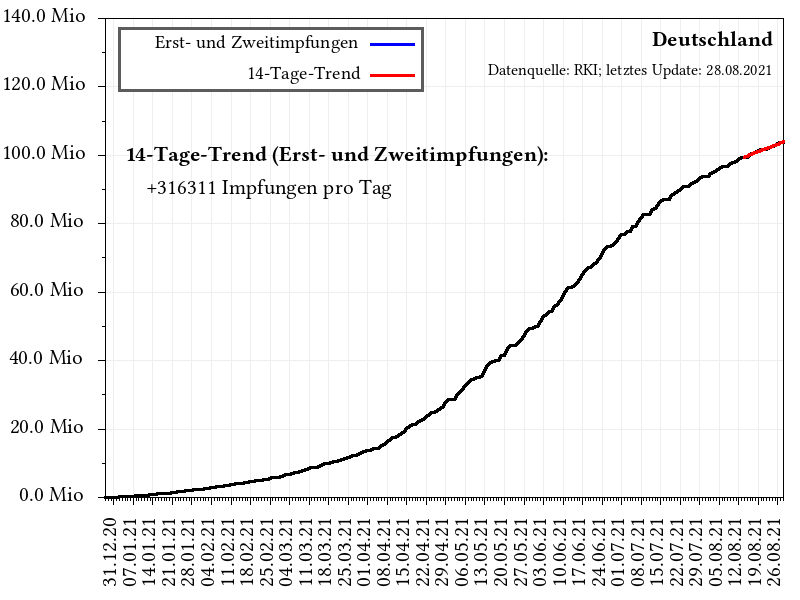 140.0 Mio
120.0 Mio
100.0 Mio
80.0 Mio
60.0 Mio
40.0 Mio
20.0 Mio
0.0 Mio
Erst- und Zweitimpfungen
14-Tage-Trend
Deutschland
Datenquelle: RKI; letztes Update: 28.08.2021
14-Tage-Trend (Erst- und Zweitimpfungen):
+316311 Impfungen pro Tag
31.12.20
07.01.21
14.01.21
21.01.21
28.01.21
04.02.21
11.02.21
18.02.21
25.02.21
04.03.21
11.03.21
18.03.21
25.03.21
01.04.21
08.04.21
15.04.21
22.04.21
29.04.21
06.05.21
13.05.21
20.05.21
27.05.21
03.06.21
10.06.21
17.06.21
24.06.21
01.07.21
08.07.21
15.07.21
22.07.21
29.07.21
05.08.21
12.08.21
19.08.21
26.08.21